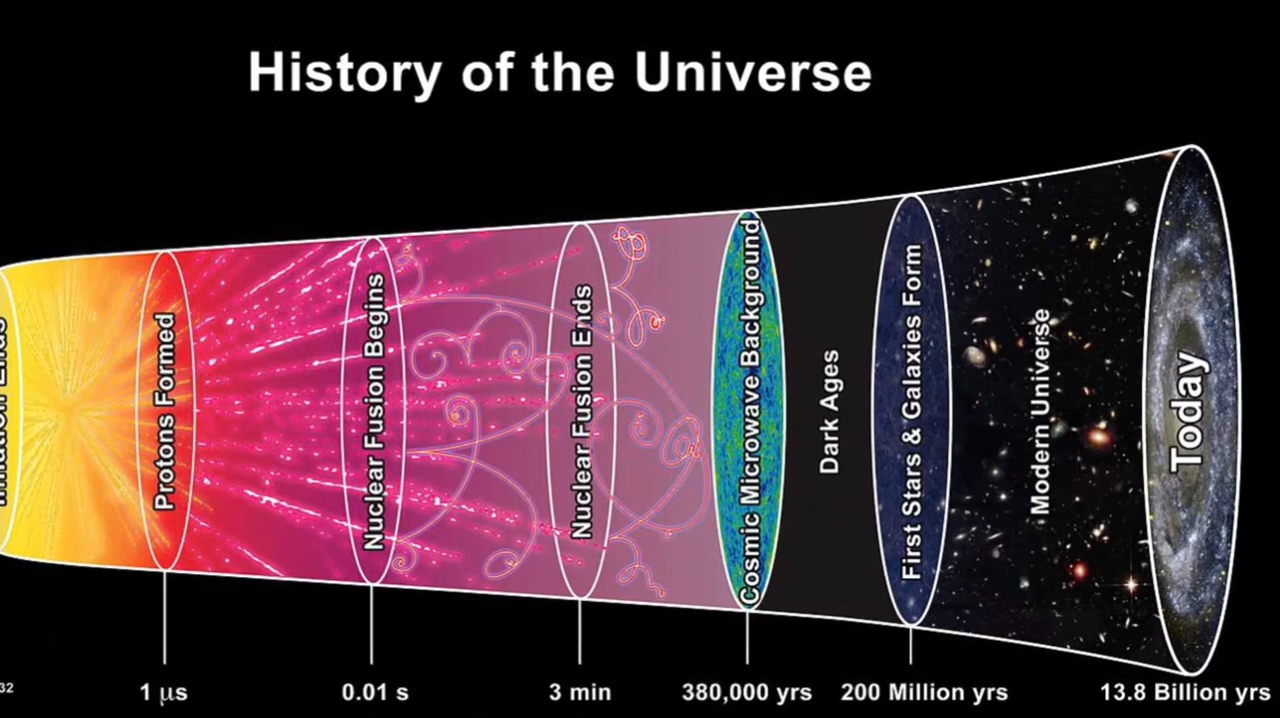 History of the Universe
Protons Formed
Nuclear Fusion Begins
Nuclear Fusion Ends
Cosmic Microwave Background
Dark Ages
First Stars & Galaxies Form
Modern Universe
Today
32
1 µs
0.01 s
3 min
380,000 yrs
200 Million yrs
13.8 Billion yrs